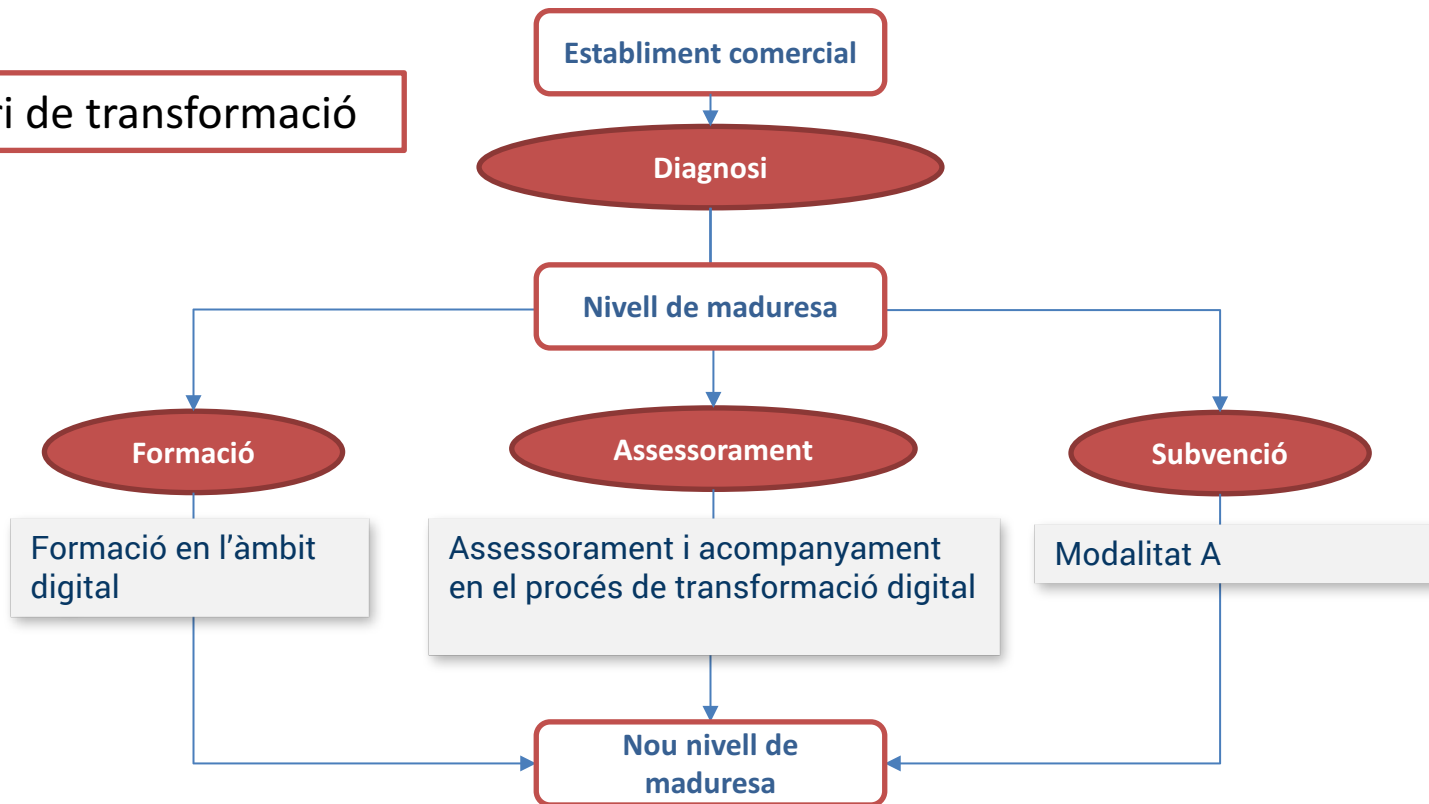 Establiment comercial
ri de transformació
Diagnosi
Nivell de maduresa
Formació
Assessorament
Subvenció
Formació en l’àmbit
digital
Assessorament i acompanyament
en el procés de transformació digital
Modalitat A
Nou nivell de
maduresa